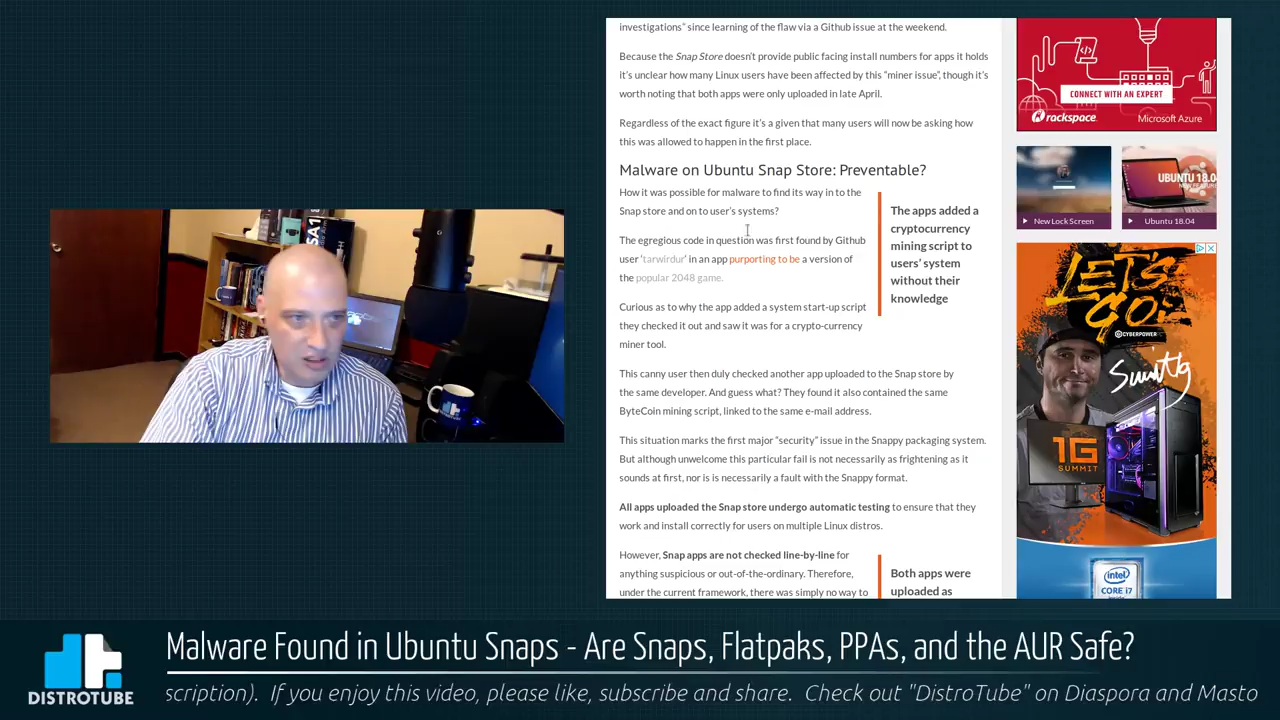 investigations" since learning of the flaw via a Github issue at the weekend.
Because the Snap Store doesn't provide public facing install numbers for apps it holds
it's unclear how many Linux users have been affected by this "miner issue", though it's
worth noting that both apps were only uploaded in late April.
Regardless of the exact figure it's a given that many users will now be asking how
this was allowed to happen in the first place.
Malware on Ubuntu Snap Store: Preventable?
How it was possible for malware to find its way in to the
Snap store and on to user's systems?
The egregious code in question was first found by Github
user 'tarwirdur' in an app purporting to be a version of
the popular 2048 game.
The apps added a
cryptocurrency
mining script to
users' system
without their
knowledge
Curious as to why the app added a system start-up script
they checked it out and saw it was for a crypto-currency
miner tool.
This canny user then duly checked another app uploaded to the Snap store by
the same developer. And guess what? They found it also contained the same
ByteCoin mining script, linked to the same e-mail address.
This situation marks the first major "security" issue in the Snappy packaging system.
But although unwelcome this particular fail is not necessarily as frightening as it
sounds at first, nor is is necessarily a fault with the Snappy format.
All apps uploaded the Snap store undergo automatic testing to ensure that they
work and install correctly for users on multiple Linux distros.
However, Snap apps are not checked line-by-line for
anything suspicious or out-of-the-ordinary. Therefore,
under the current framework, there was simply no way to
Both apps were
uploaded as
CONNECT WITH AN EXPERT
rackspace. Microsoft Azure
New Lock Screen
UBUNTU 18.0
Ubuntu 18.04
LET'S
GO
CYBERPOWER
Smitty
1G
SUMMIT
intel
CORE i7
Malware Found in Ubuntu Snaps - Are Snaps, Flatpaks, PPAs, and the AUR Safe?
DISTROTUBE
scription). If you enjoy this video, please like, subscribe and share. Check out "DistroTube" on Diaspora and Masto